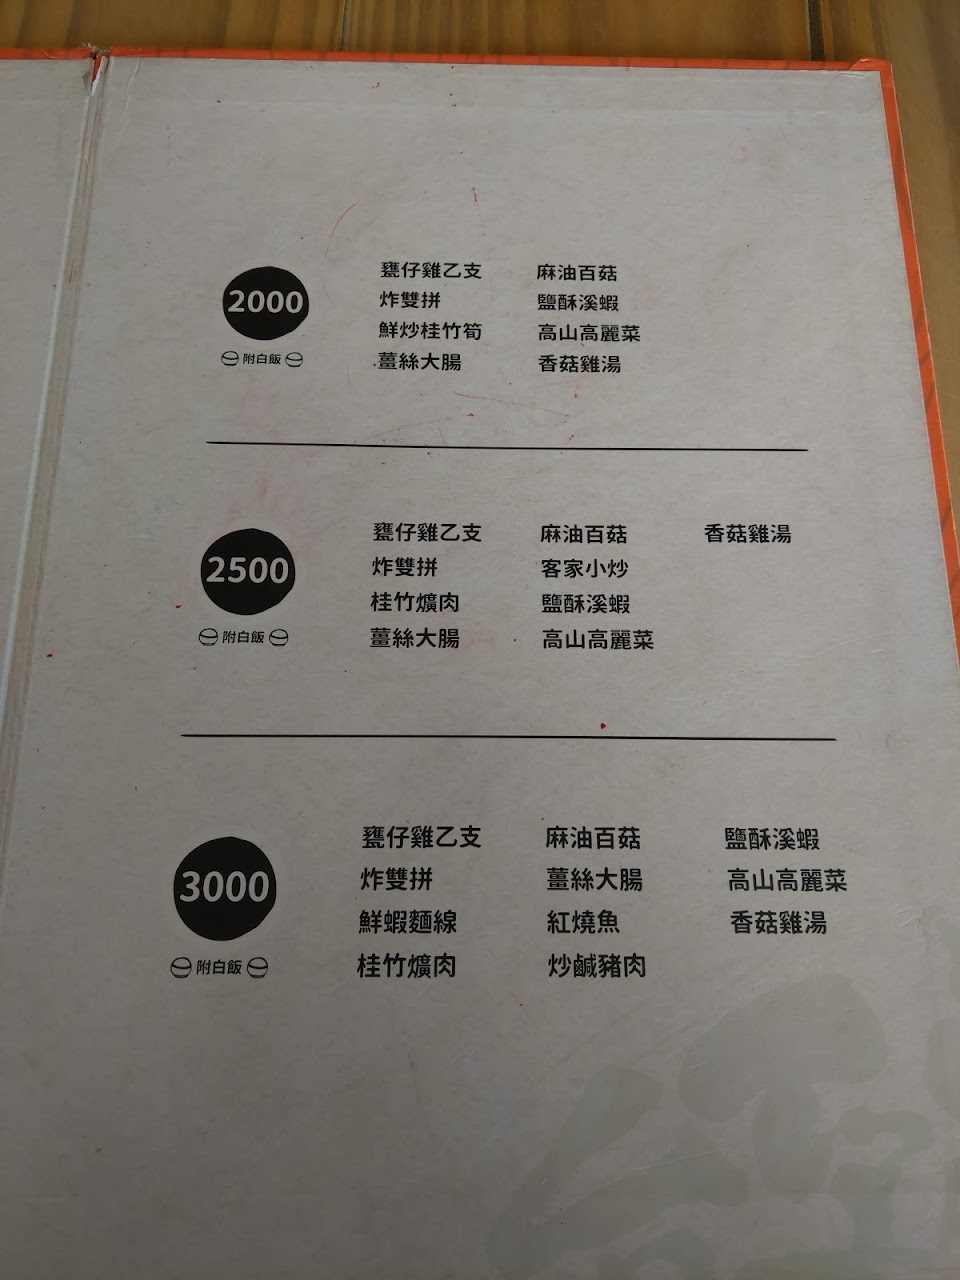 2000
附白飯
甕仔雞乙支 麻油百菇
炸雙拼 鹽酥溪蝦
鮮炒桂竹筍 高山高麗菜
薑絲大腸 香菇雞湯
2500
附白飯
甕仔雞乙支 麻油百菇 香菇雞湯
炸雙拼 客家小炒
桂竹爌肉 鹽酥溪蝦
薑絲大腸 高山高麗菜
3000
附白飯
甕仔雞乙支 麻油百菇 鹽酥溪蝦
炸雙拼 薑絲大腸 高山高麗菜
鮮蝦麵線 紅燒魚 香菇雞湯
桂竹爌肉 炒鹹豬肉